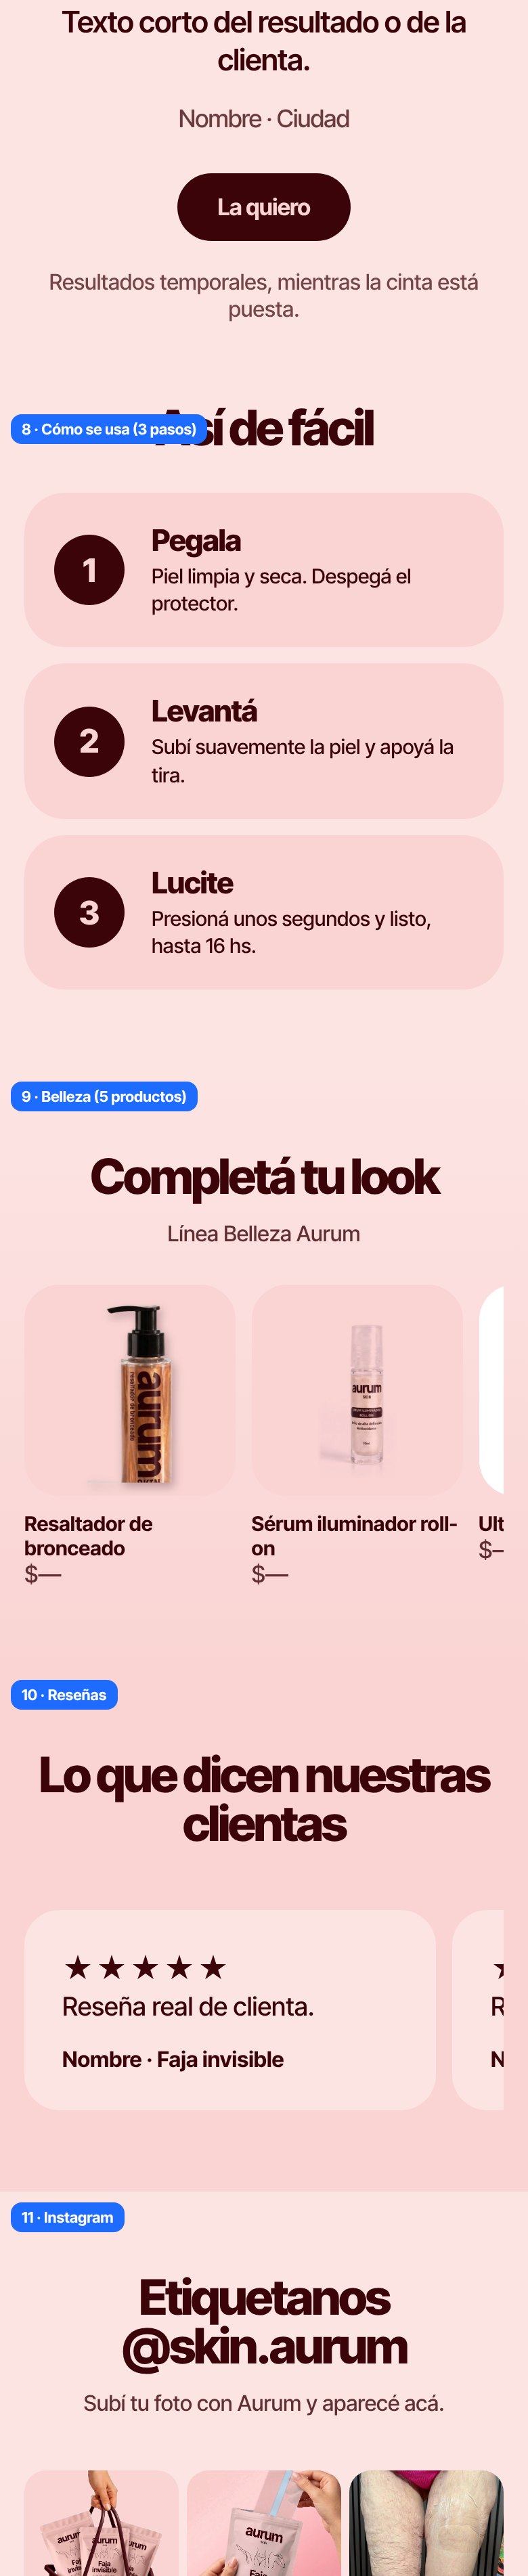 Texto corto del resultado o de la
clienta.
Nombre · Ciudad
La quiero
Resultados temporales, mientras la cinta está
puesta.
8 · Cómo se usa (3 pasos)
Así de fácil
1
Pegala
Piel limpia y seca. Despegá el
protector.
2
Levantá
Subí suavemente la piel y apoyá la
tira.
3
Lucite
Presioná unos segundos y listo,
hasta 16 hs.
9 · Belleza (5 productos)
Completá tu look
Línea Belleza Aurum
aurum
aurum
Resaltador de
bronceado
$—
Sérum iluminador roll-
on
$—
Ult
$—
10 · Reseñas
Lo que dicen nuestras
clientas
★★★★★
Reseña real de clienta.
Nombre · Faja invisible
★
R
N
11 · Instagram
Etiquetanos
@skin.aurum
Subí tu foto con Aurum y aparecé acá.
aurum
aurum
Faja
invisible
aurum
Faja